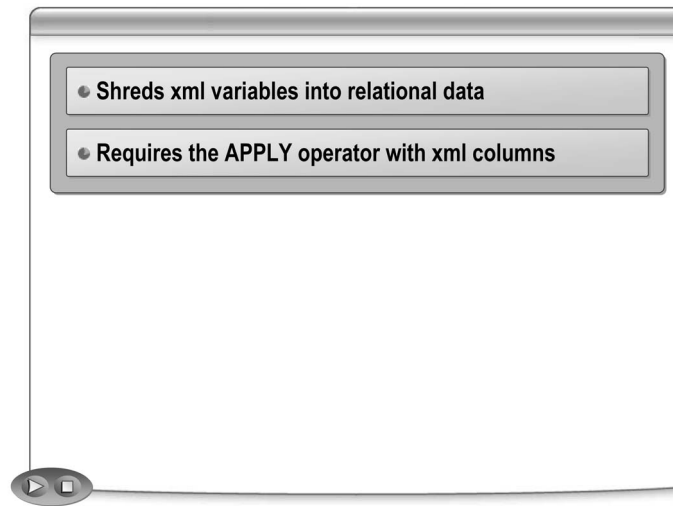 Shreds xml variables into relational data
Requires the APPLY operator with xml columns